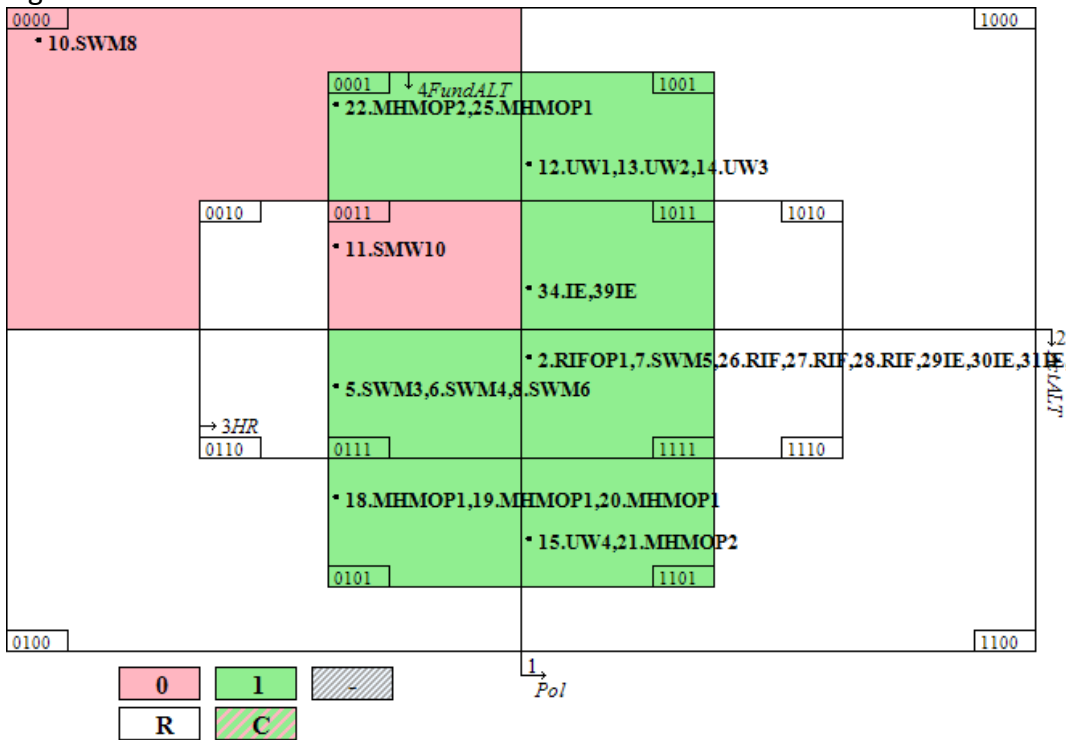 0000
1000
10.SWM8
0001
4FundALT
1001
22.MHMOP2,25.MHMOP1
12.UW1,13.UW2,14.UW3
0010
0011
1011
1010
11.SMW10
34.IE,39IE
2
2.RIFOP1,7.SWM5,26.RIF,27.RIF,28.RIF,29IE,30IE,31IE
5.SWM3,6.SWM4,8.SWM6
3HR
0110
0111
1111
1110
18.MHMOP1,19.MHMOP1,20.MHMOP1
15.UW4,21.MHMOP2
0101
1101
0100
1100
1
Pol
0 1 -
R C